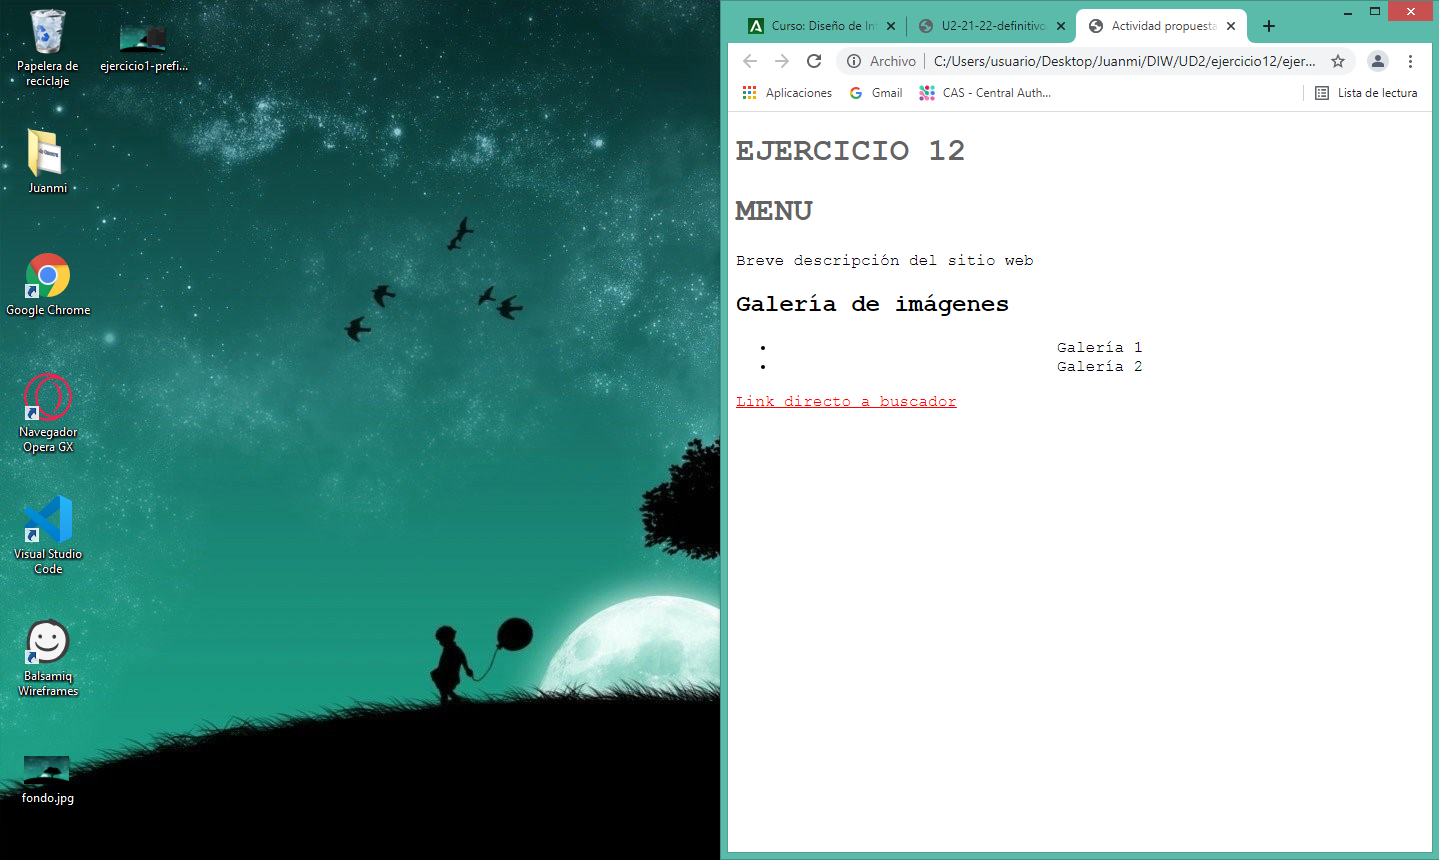 Papelera de
reciclaje
ejercicio1-prefi...
Juanmi
Google Chrome
Navegador
Opera GX
Visual Studio
Code
Balsamiq
Wireframes
fondo.jpg
Curso: Diseño de Int
U2-21-22-definitivo
Actividad propuesta
Archivo
C:/Users/usuario/Desktop/Juanmi/DIW/UD2/ejercicio12/ejer...
Aplicaciones
Gmail
CAS - Central Auth...
Lista de lectura
EJERCICIO 12
MENU
Breve descripción del sitio web
Galería de imágenes
• Galería 1
• Galería 2
Link directo a buscador